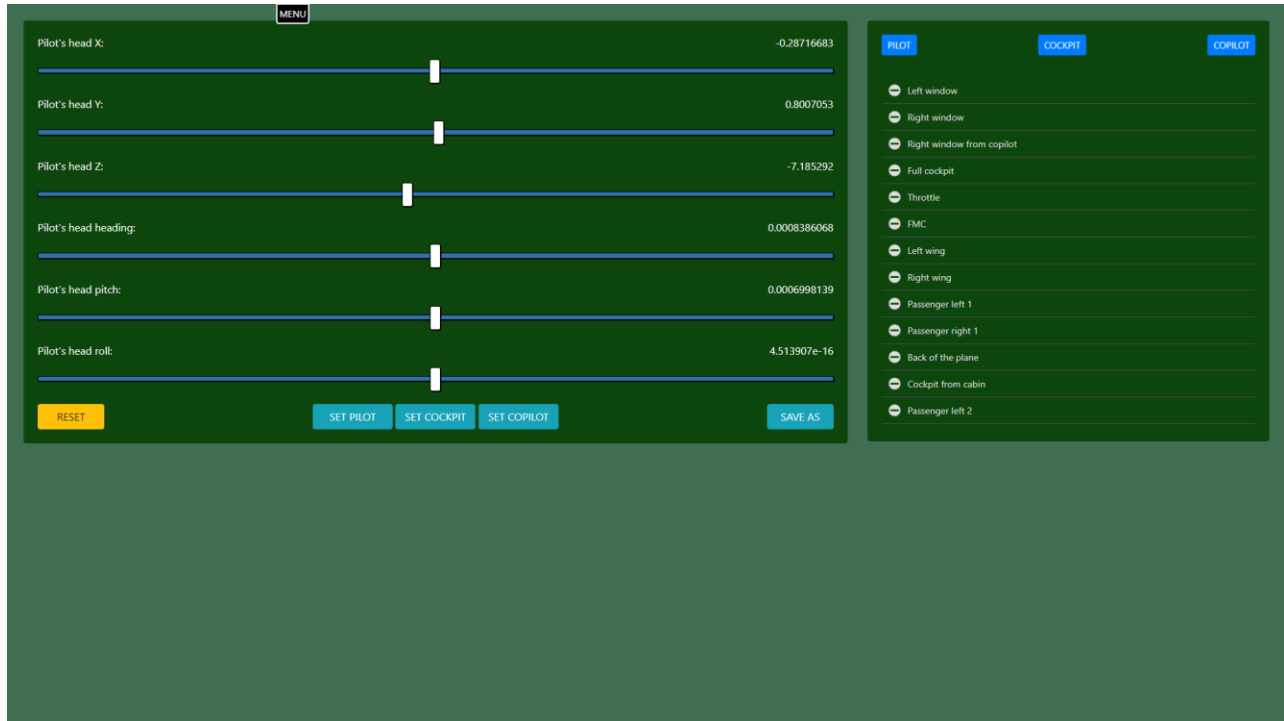 MENU
Pilot's head X: -0.28716683
Pilot's head Y: 0.8007053
Pilot's head Z: -7.185292
Pilot's head heading: 0.0008386068
Pilot's head pitch: 0.0006998139
Pilot's head roll: 4.513907e-16
RESET SET PILOT SET COCKPIT SET COPILOT SAVE AS
PILOT COCKPIT COPILOT
Left window
Right window
Right window from copilot
Full cockpit
Throttle
FMC
Left wing
Right wing
Passenger left 1
Passenger right 1
Back of the plane
Cockpit from cabin
Passenger left 2